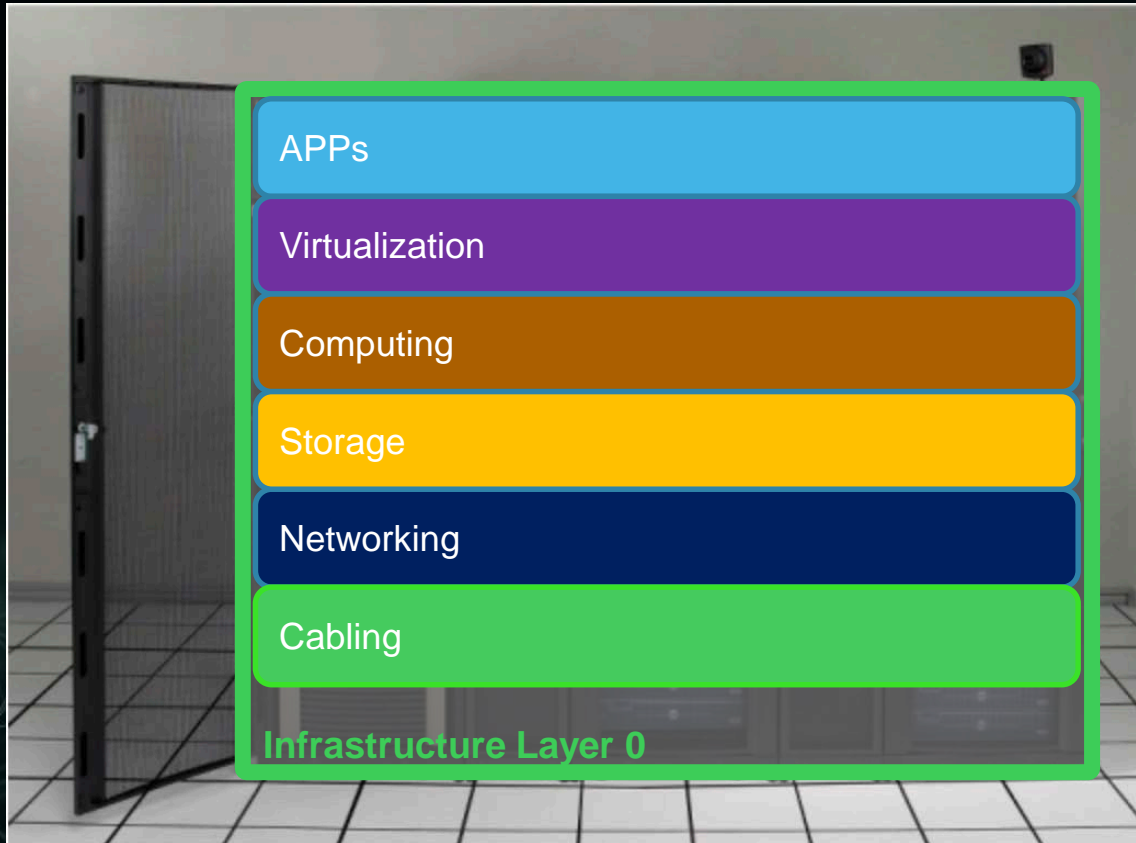 APPs
Virtualization
Computing
Storage
Networking
Cabling
Infrastructure Layer 0